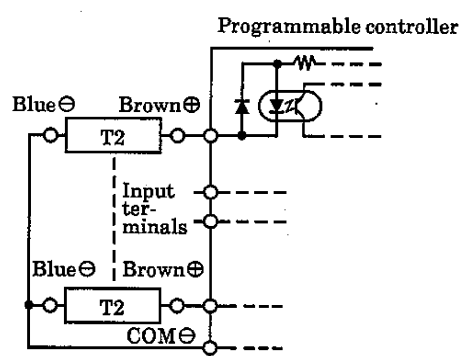 Programmable controller
Blue⊖ Brown⊕
T2
Input
ter-
minals
Blue⊖ Brown⊕
T2
COM⊖